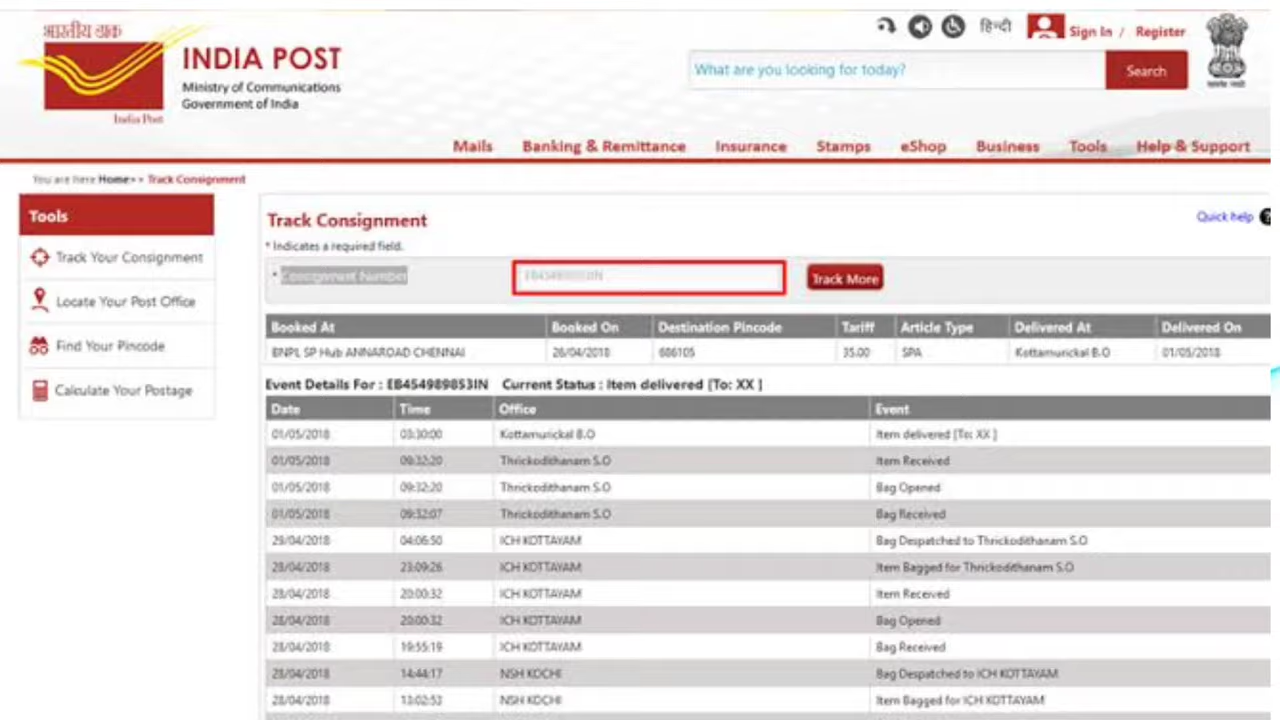 भारतीय डाक
India Post
INDIA POST
Ministry of Communications
Government of India
हिन्दी Sign In / Register
What are you looking for today? Search
सत्यमेव जयते
Mails Banking & Remittance Insurance Stamps eShop Business Tools Help & Support
You are here Home>> Track Consignment
Tools
Track Your Consignment
Locate Your Post Office
Find Your Pincode
Calculate Your Postage
Track Consignment Quick help ?
* Indicates a required field.
* Consignment Number EB454989853IN Track More
Booked At Booked On Destination Pincode Tariff Article Type Delivered At Delivered On
BNPL SP Hub ANNAROAD CHENNAI 26/04/2018 686105 35.00 SPA Kottamurickal B.O 01/05/2018
Event Details For : EB454989853IN Current Status : Item delivered [To: XX ]
Date Time Office Event
01/05/2018 03:30:00 Kottamurickal B.O Item delivered [To: XX ]
01/05/2018 09:32:20 Thrickodithanam S.O Item Received
01/05/2018 09:32:20 Thrickodithanam S.O Bag Opened
01/05/2018 09:32:07 Thrickodithanam S.O Bag Received
29/04/2018 04:06:50 ICH KOTTAYAM Bag Despatched to Thrickodithanam S.O
28/04/2018 23:09:26 ICH KOTTAYAM Item Bagged for Thrickodithanam S.O
28/04/2018 20:00:32 ICH KOTTAYAM Item Received
28/04/2018 20:00:32 ICH KOTTAYAM Bag Opened
28/04/2018 19:55:19 ICH KOTTAYAM Bag Received
28/04/2018 14:44:17 NSH KOCHI Bag Despatched to ICH KOTTAYAM
28/04/2018 13:02:53 NSH KOCHI Item Bagged for ICH KOTTAYAM